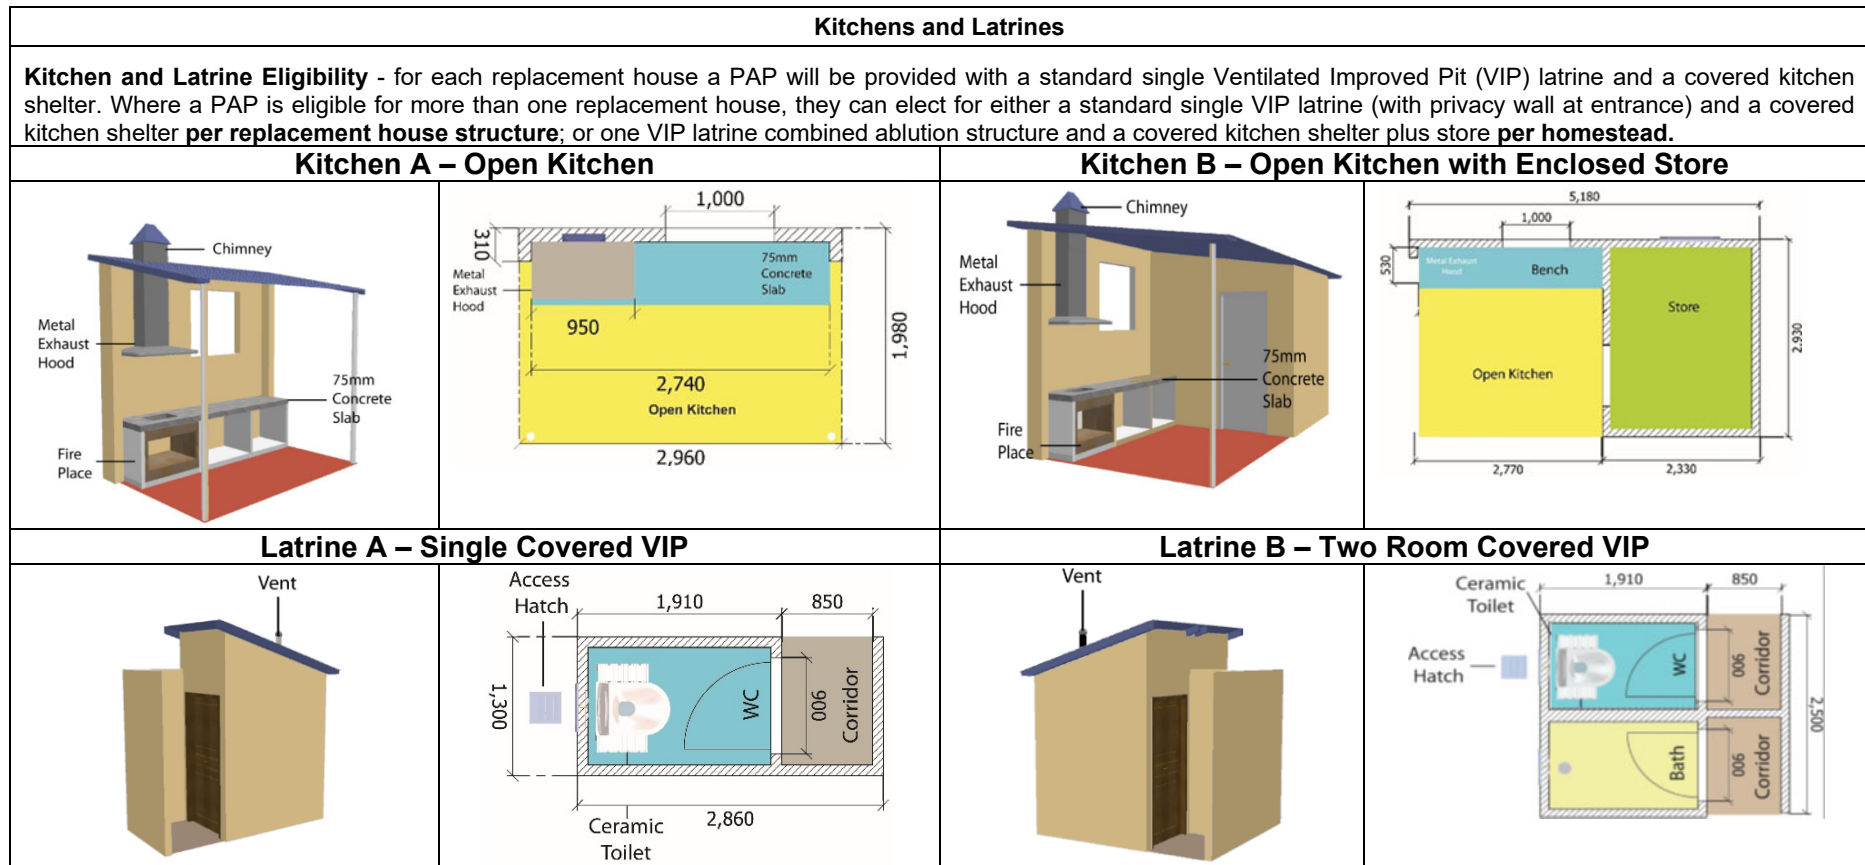 Kitchens and Latrines
Kitchen and Latrine Eligibility - for each replacement house a PAP will be provided with a standard single Ventilated Improved Pit (VIP) latrine and a covered kitchen
shelter. Where a PAP is eligible for more than one replacement house, they can elect for either a standard single VIP latrine (with privacy wall at entrance) and a covered
kitchen shelter per replacement house structure; or one VIP latrine combined ablution structure and a covered kitchen shelter plus store per homestead.
Kitchen A – Open Kitchen
Chimney
Metal
Exhaust
Hood
75mm
Concrete
Slab
Fire
Place
1,000
310
Metal
Exhaust
Hood
75mm
Concrete
Slab
950
1,980
2,740
Open Kitchen
2,960
Kitchen B – Open Kitchen with Enclosed Store
Chimney
Metal
Exhaust
Hood
75mm
Concrete
Slab
Fire
Place
5,180
1,000
530
Metal Exhaust
Hood
Bench
Store
2.930
Open Kitchen
2,770
2,330
Latrine A – Single Covered VIP
Vent
Access
Hatch
1,910
850
1,300
WC
900
Corridor
2,860
Ceramic
Toilet
Latrine B – Two Room Covered VIP
Vent
Ceramic
Toilet
1,910
850
Access
Hatch
WC
900
Corridor
2,500
Bath
900
Corridor